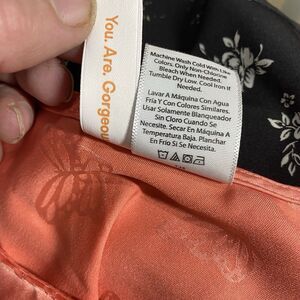 You. Are. Gorgeou
Machine Wash Cold With Like
Colors. Only Non-Chlorine
Bleach When Needed.
Tumble Dry Low. Cool Iron if
Needed.
Lavar A Máquina Con Agua
Fría Y Con Colores Similares.
Usar Solamente Blanqueador
Sin Cloro Cuando Se
Necesite. Secar En Máquina A
Temperatura Baja. Planchar
En Frío Si Es Necesite.